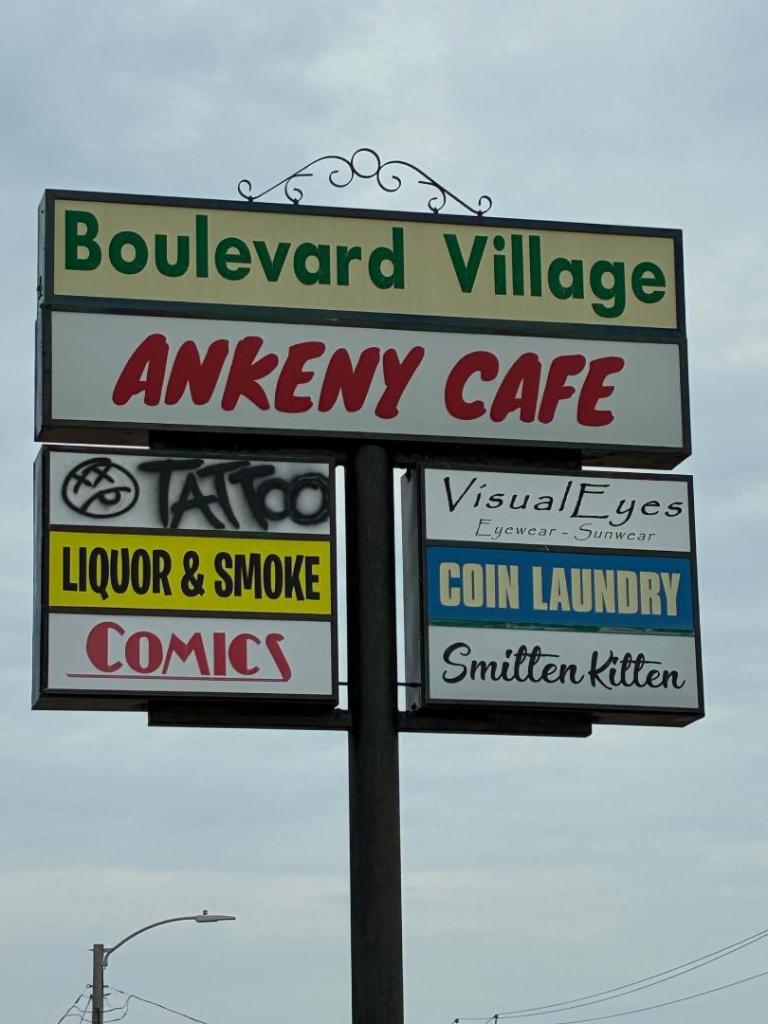 Boulevard Village
ANKENY CAFE
TATTOO
LIQUOR & SMOKE
COMICS
VisualEyes
Eyewear - Sunwear
COIN LAUNDRY
Smitten Kitten